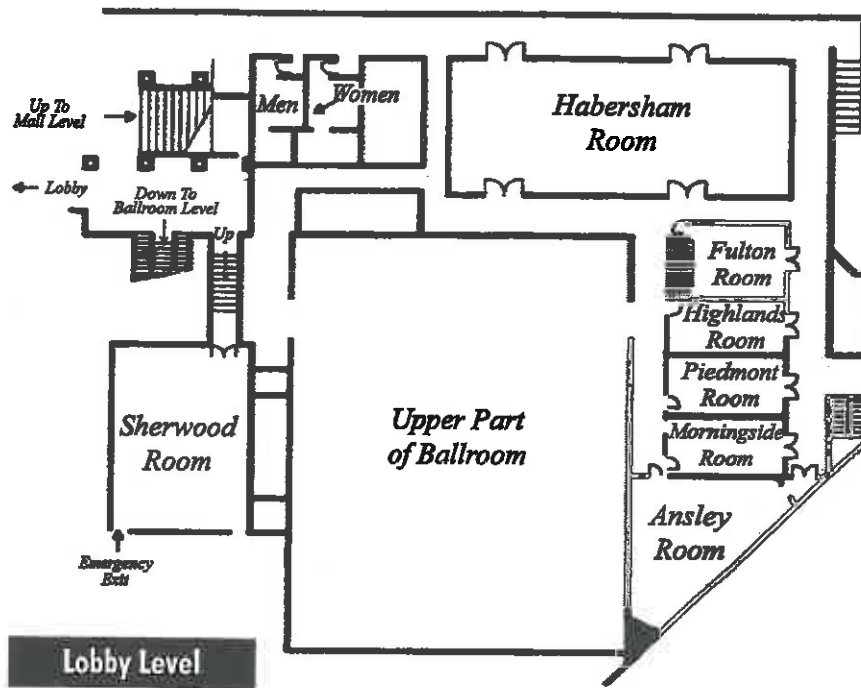 Up To
Mall Level
Men
Women
Habersham
Room
Lobby
Down To
Ballroom Level
Up
Fulton
Room
Highlands
Room
Piedmont
Room
Sherwood
Room
Upper Part
of Ballroom
Morningside
Room
Ansley
Room
Emergency
Exit
Lobby Level